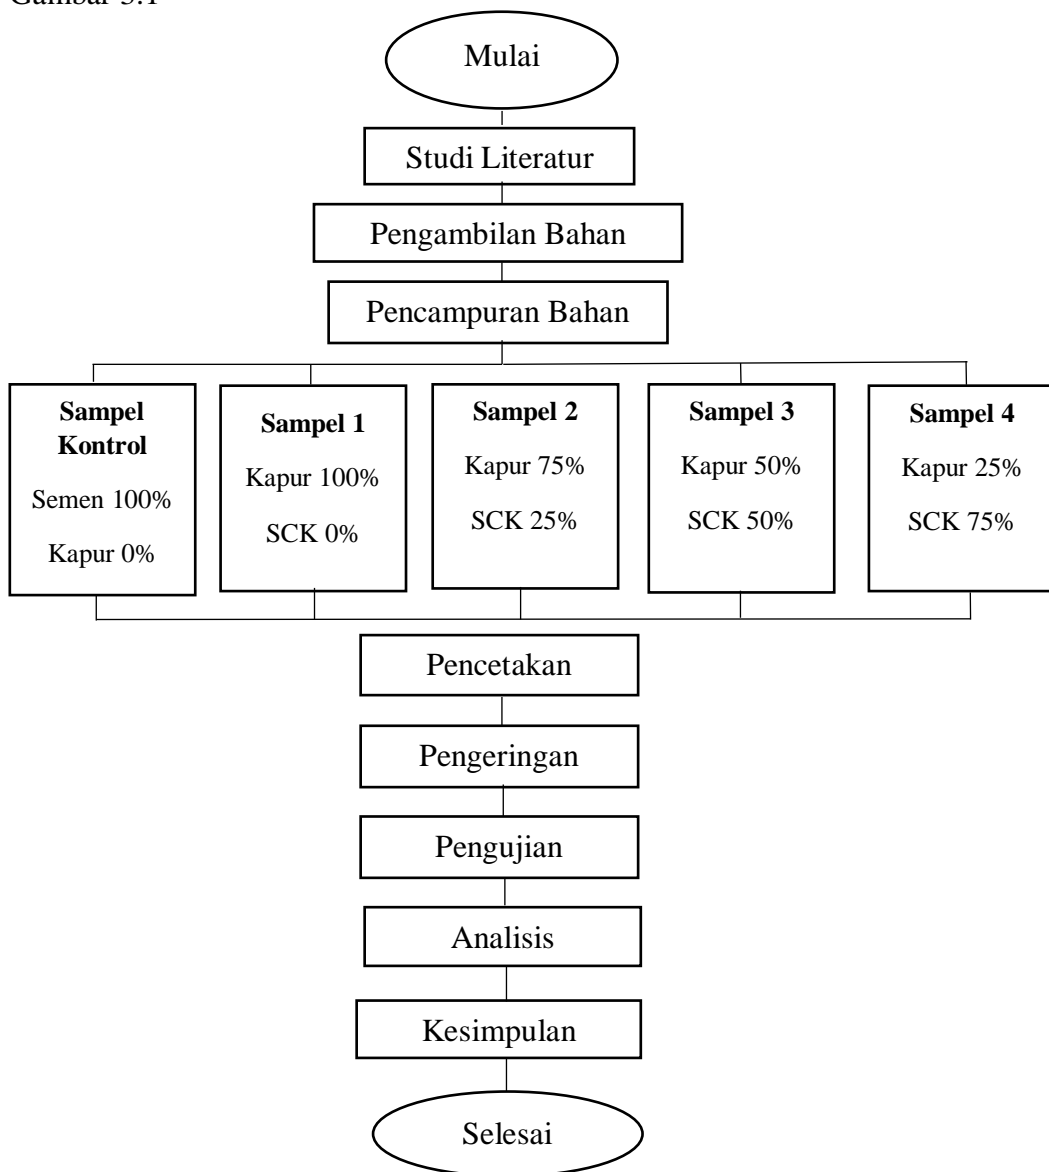 Gambar 3.1
Mulai
Studi Literatur
Pengambilan Bahan
Pencampuran Bahan
Sampel
Kontrol
Semen 100%
Kapur 0%
Sampel 1
Kapur 100%
SCK 0%
Sampel 2
Kapur 75%
SCK 25%
Sampel 3
Kapur 50%
SCK 50%
Sampel 4
Kapur 25%
SCK 75%
Pencetakan
Pengeringan
Pengujian
Analisis
Kesimpulan
Selesai